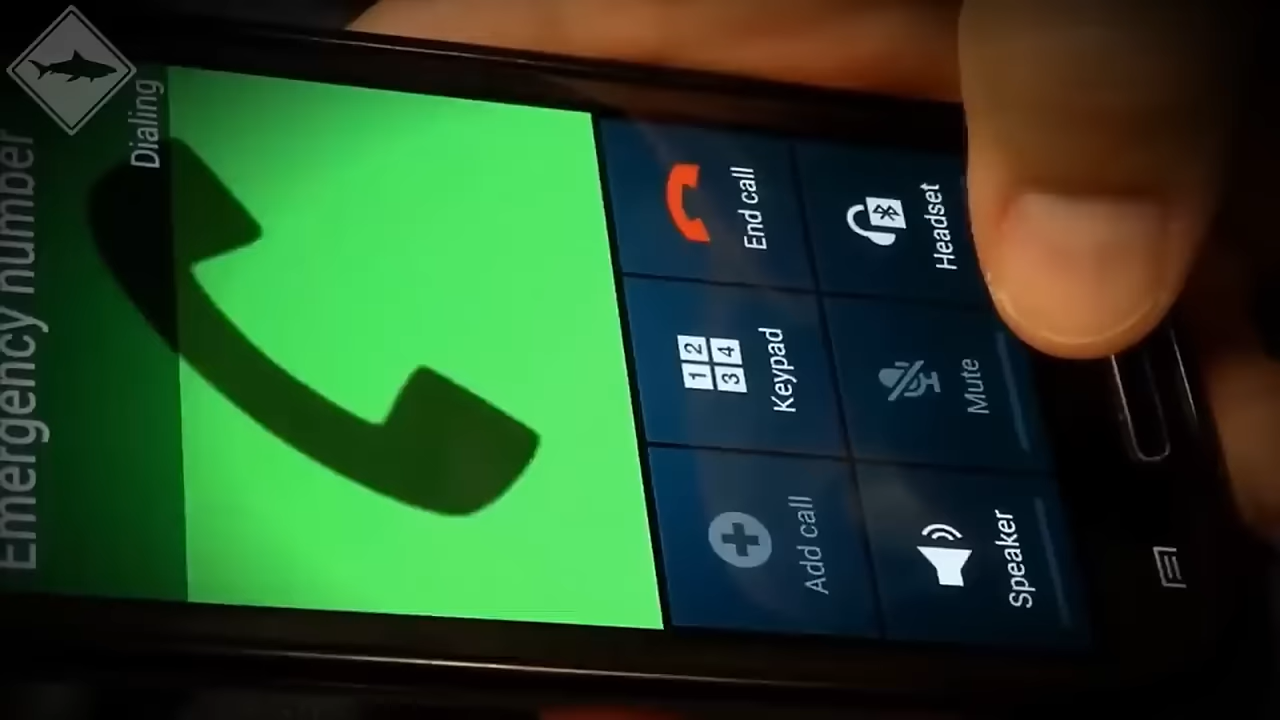 Emergency number
Dialing
Add call
Keypad
1 2
3 4
End call
Speaker
Mute
Headset